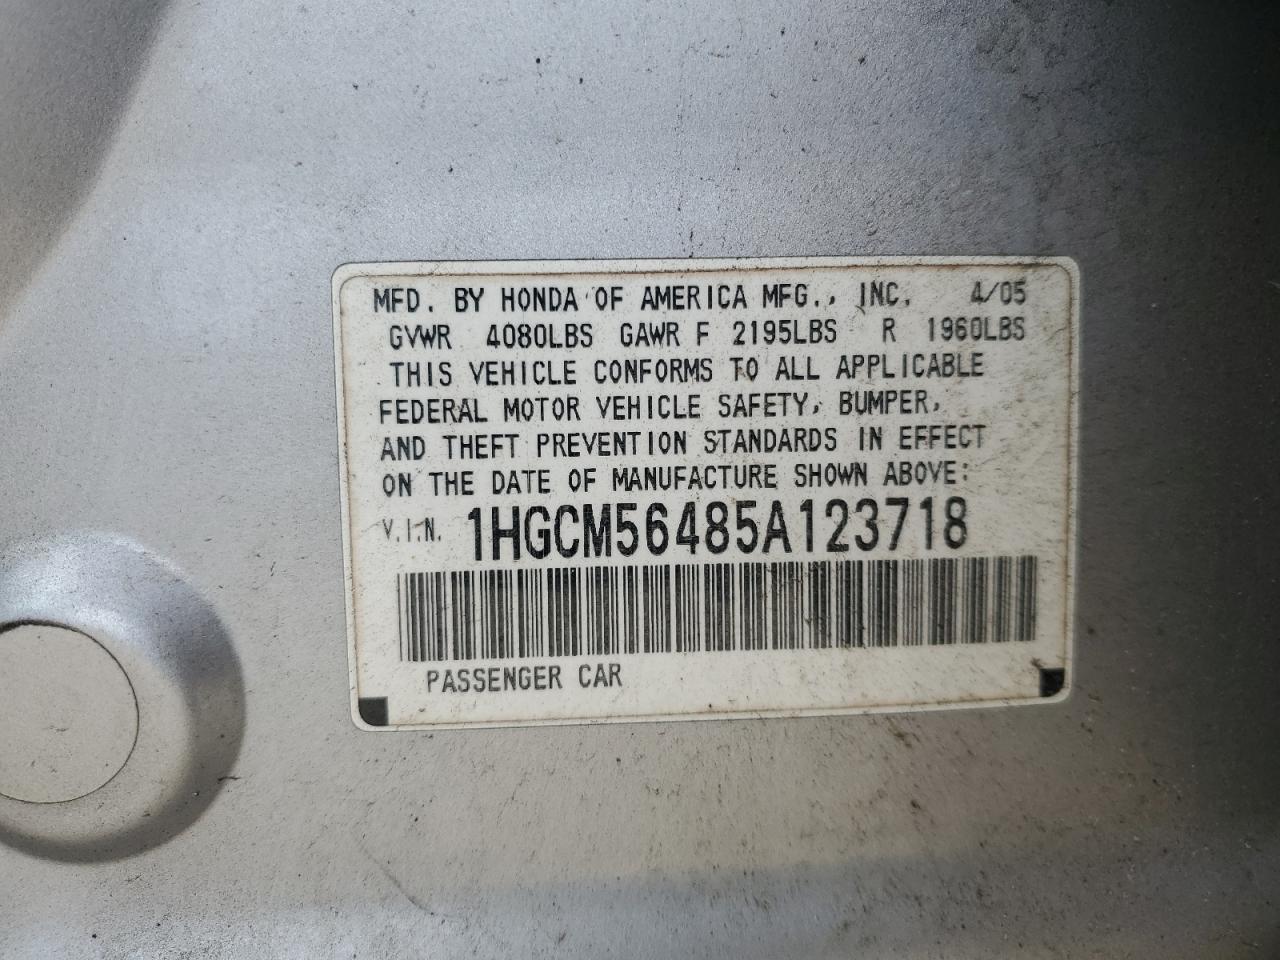 MFD. BY HONDA OF AMERICA MFG., INC. 4/05
GVWR 4080LBS GAWR F 2195LBS R 1960LBS
THIS VEHICLE CONFORMS TO ALL APPLICABLE
FEDERAL MOTOR VEHICLE SAFETY, BUMPER,
AND THEFT PREVENTION STANDARDS IN EFFECT
ON THE DATE OF MANUFACTURE SHOWN ABOVE:
V.I.N. 1HGCM56485A123718
PASSENGER CAR